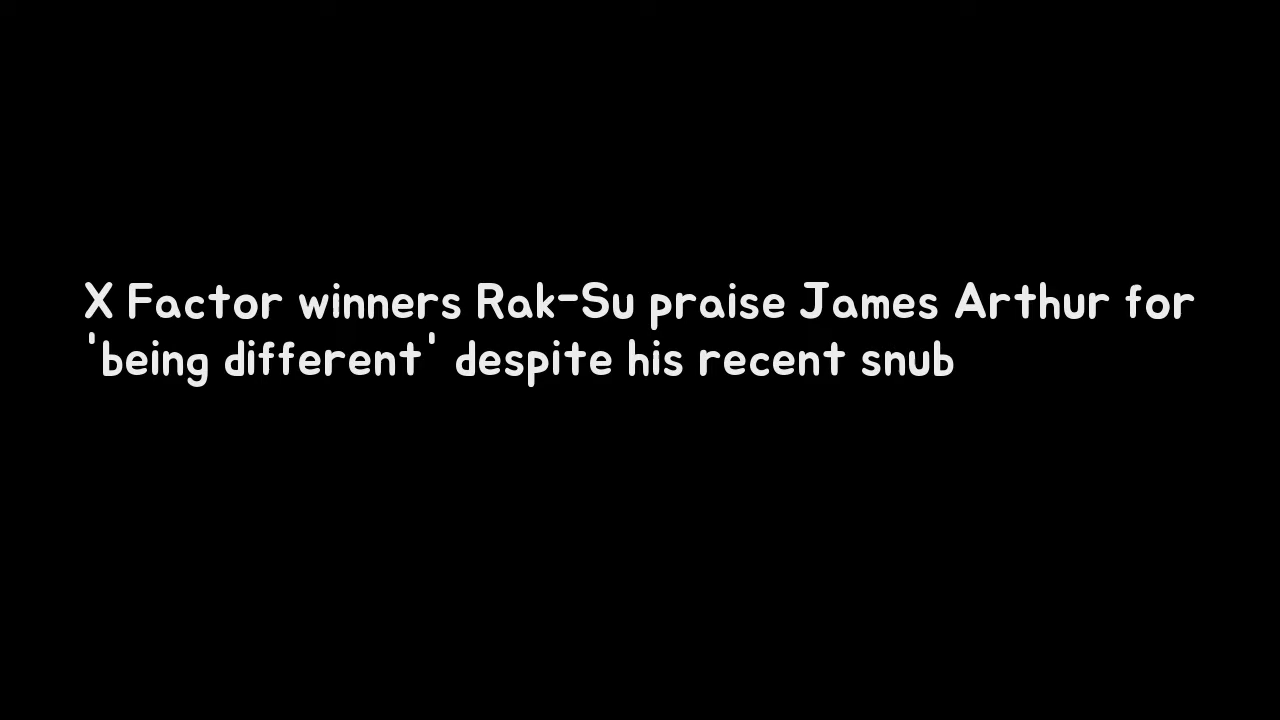 X Factor winners Rak-Su praise James Arthur for
'being different' despite his recent snub